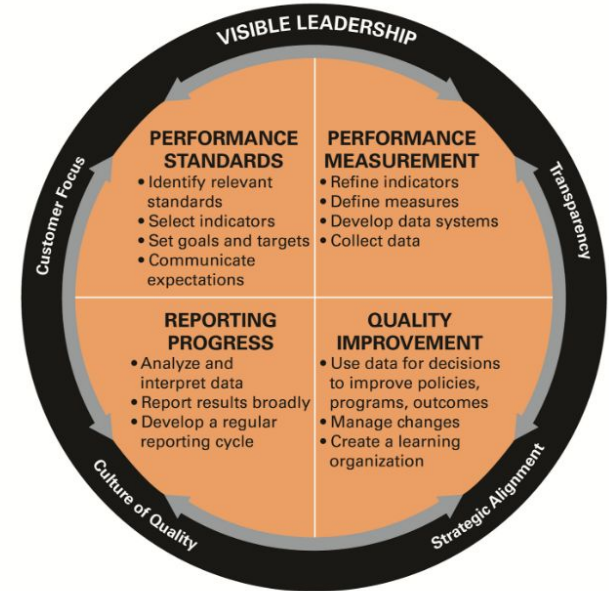 VISIBLE LEADERSHIP
Customer Focus
Transparency
PERFORMANCE
STANDARDS
• Identify relevant
standards
• Select indicators
• Set goals and targets
• Communicate
expectations
PERFORMANCE
MEASUREMENT
• Refine indicators
• Define measures
• Develop data systems
• Collect data
REPORTING
PROGRESS
• Analyze and
interpret data
• Report results broadly
• Develop a regular
reporting cycle
QUALITY
IMPROVEMENT
• Use data for decisions
to improve policies,
programs, outcomes
• Manage changes
• Create a learning
organization
Culture of Quality
Strategic Alignment